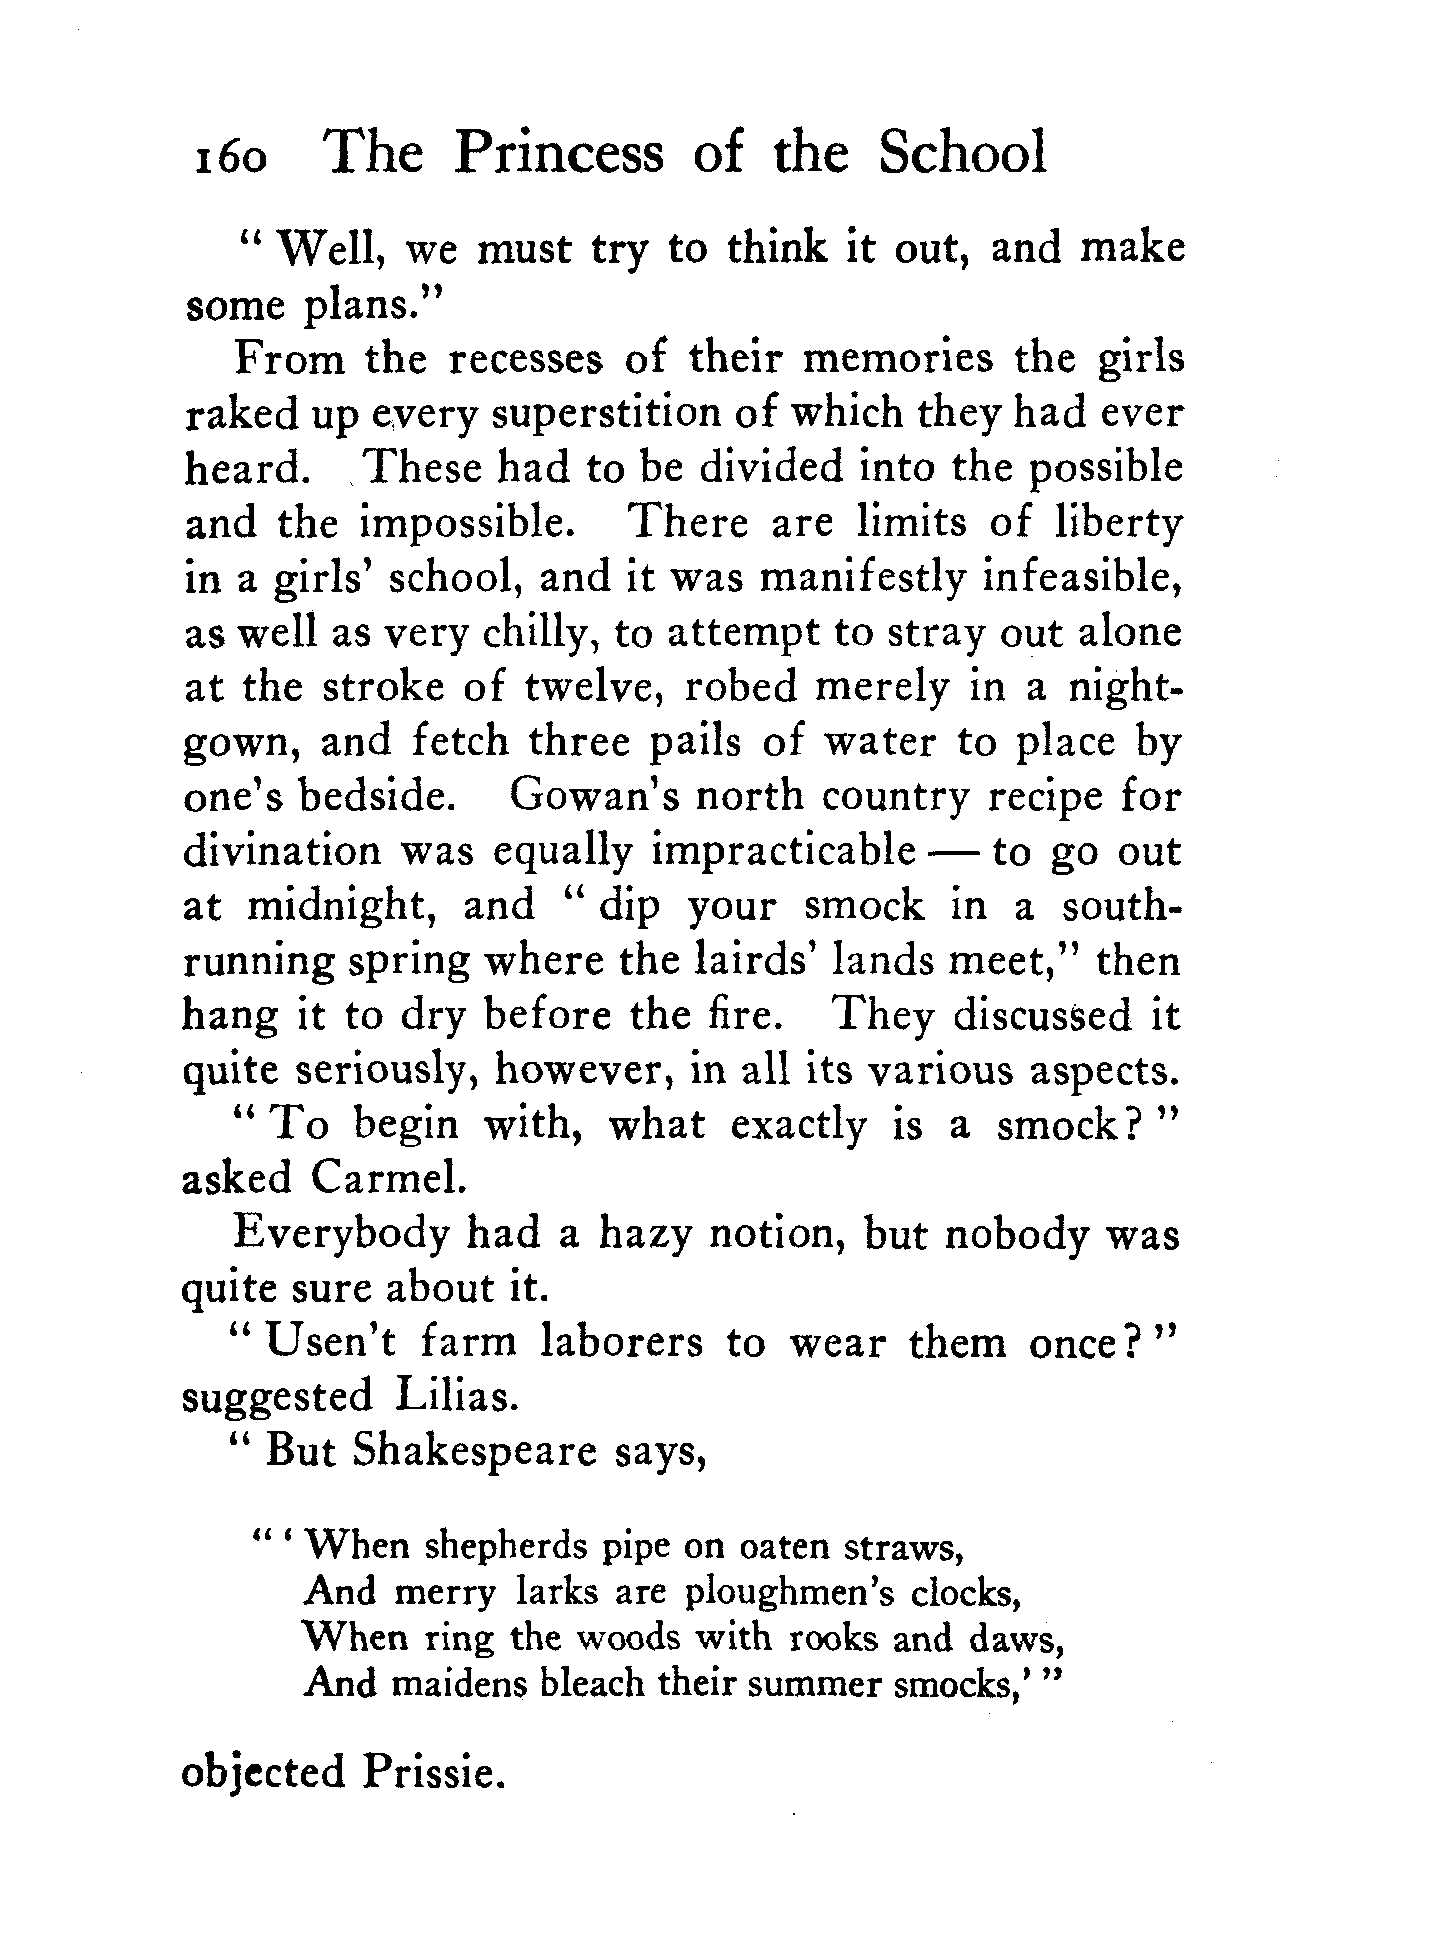 160 The Princess of the School
“ Well, we must try to think it out, and make
some plans.”
From the recesses of their memories the girls
raked up every superstition of which they had ever
heard. These had to be divided into the possible
and the impossible. There are limits of liberty
in a girls’ school, and it was manifestly infeasible,
as well as very chilly, to attempt to stray out alone
at the stroke of twelve, robed merely in a night-
gown, and fetch three pails of water to place by
one’s bedside. Gowan’s north country recipe for
divination was equally impracticable — to go out
at midnight, and “ dip your smock in a south-
running spring where the lairds’ lands meet,” then
hang it to dry before the fire. They discussed it
quite seriously, however, in all its various aspects.
“ To begin with, what exactly is a smock? ”
asked Carmel.
Everybody had a hazy notion, but nobody was
quite sure about it.
“ Usen’t farm laborers to wear them once? ”
suggested Lilias.
“ But Shakespeare says,
“ ‘ When shepherds pipe on oaten straws,
And merry larks are ploughmen’s clocks,
When ring the woods with rooks and daws,
And maidens bleach their summer smocks,’ ”
objected Prissie.